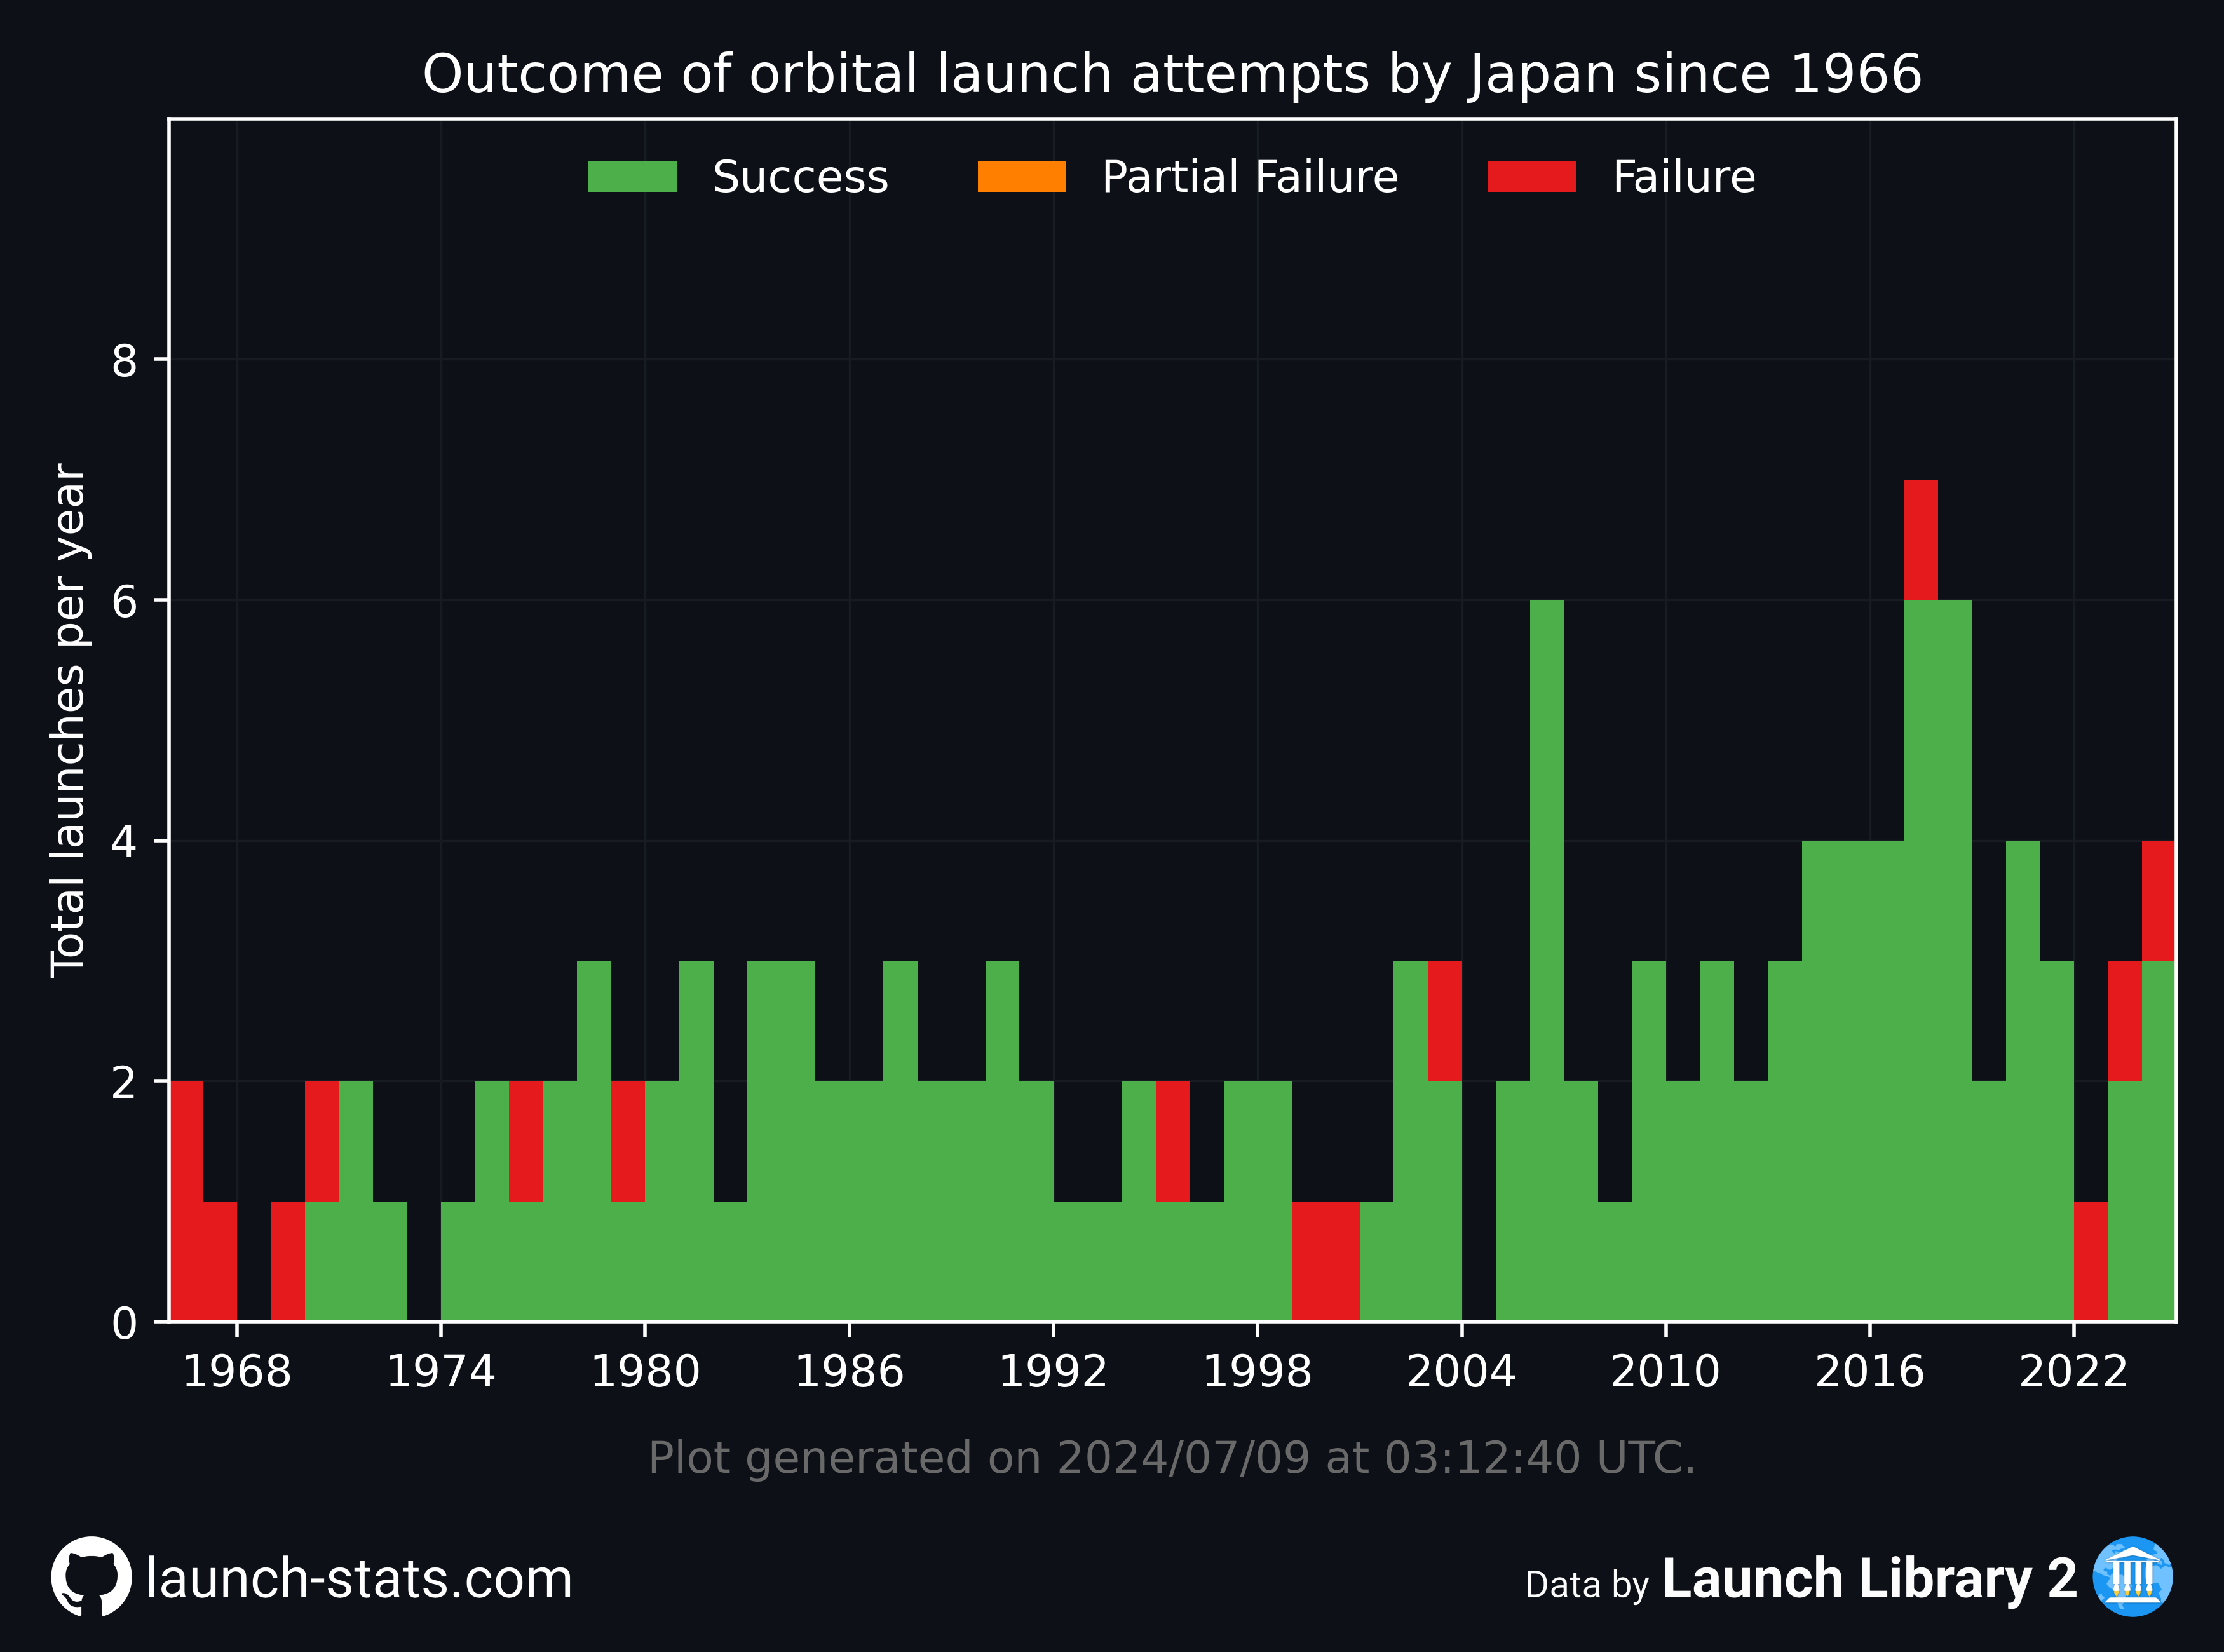 Outcome of orbital launch attempts by Japan since 1966
Success Partial Failure Failure
Total launches per year
8
6
4
2
0
1968 1974 1980 1986 1992 1998 2004 2010 2016 2022
Plot generated on 2024/07/09 at 03:12:40 UTC.
launch-stats.com
Data by Launch Library 2